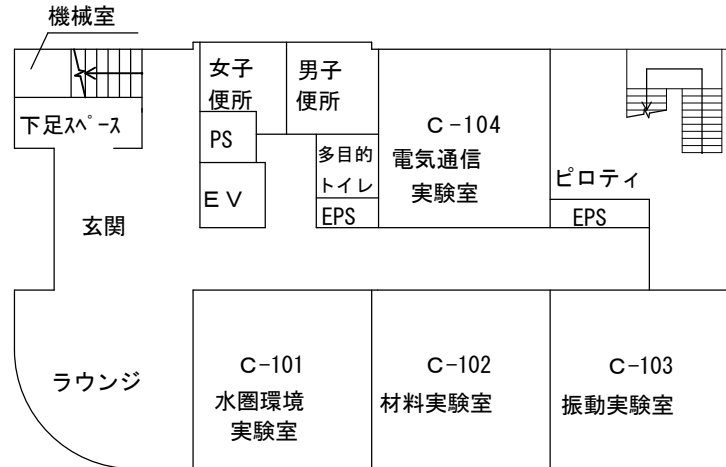 機械室
下足ｽﾍﾟｰｽ
女子
便所
男子
便所
PS
ＥＶ
多目的
トイレ
EPS
Ｃ-104
電気通信
実験室
ピロティ
EPS
玄関
ラウンジ
Ｃ-101
水圏環境
実験室
Ｃ-102
材料実験室
Ｃ-103
振動実験室